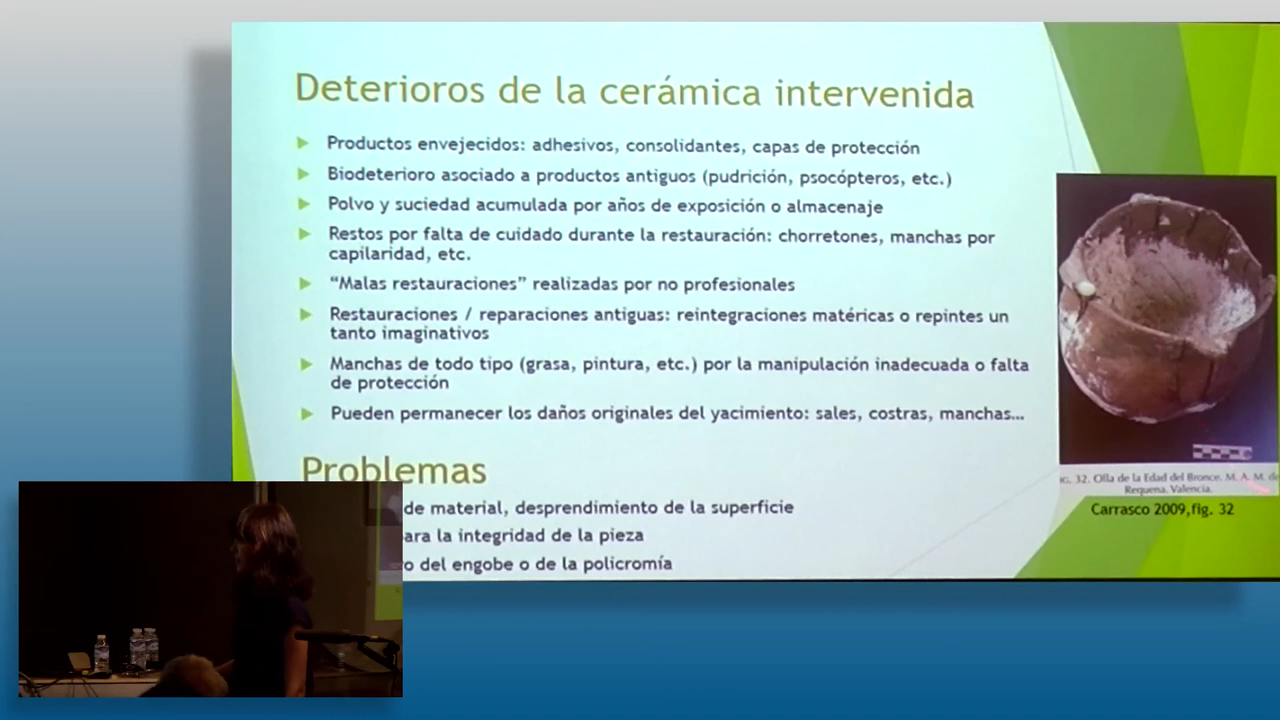 Deterioros de la cerámica intervenida
Productos envejecidos: adhesivos, consolidantes, capas de protección
Biodeterioro asociado a productos antiguos (pudrición, psocópteros, etc.)
Polvo y suciedad acumulada por años de exposición o almacenaje
Restos por falta de cuidado durante la restauración: chorretones, manchas por
capilaridad, etc.
“Malas restauraciones” realizadas por no profesionales
Restauraciones / reparaciones antiguas: reintegraciones matéricas o repintes un
tanto imaginativos
Manchas de todo tipo (grasa, pintura, etc.) por la manipulación inadecuada o falta
de protección
Pueden permanecer los daños originales del yacimiento: sales, costras, manchas…
Problemas
de material, desprendimiento de la superficie
para la integridad de la pieza
del engobe o de la policromía
32. Olla de la Edad del Bronce. M. A. M. de
Requena. Valencia.
Carrasco 2009,fig. 32